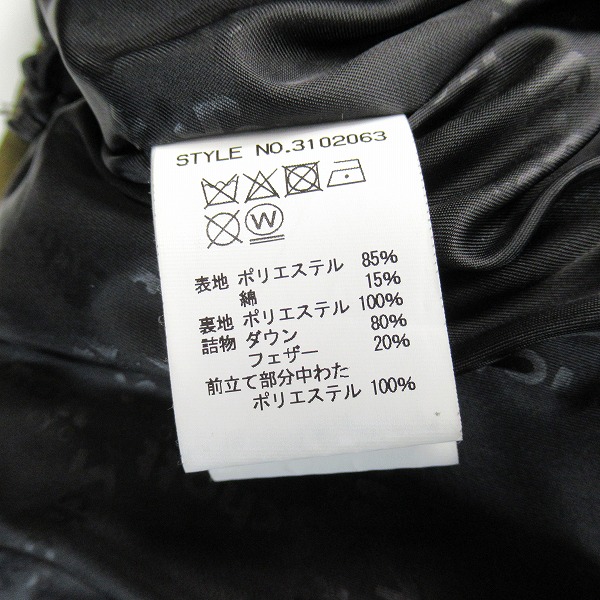 STYLE NO.3102063
W
表地 ポリエステル 85%
綿 15%
裏地 ポリエステル 100%
詰物 ダウン 80%
フェザー 20%
前立て部分中わた
ポリエステル 100%